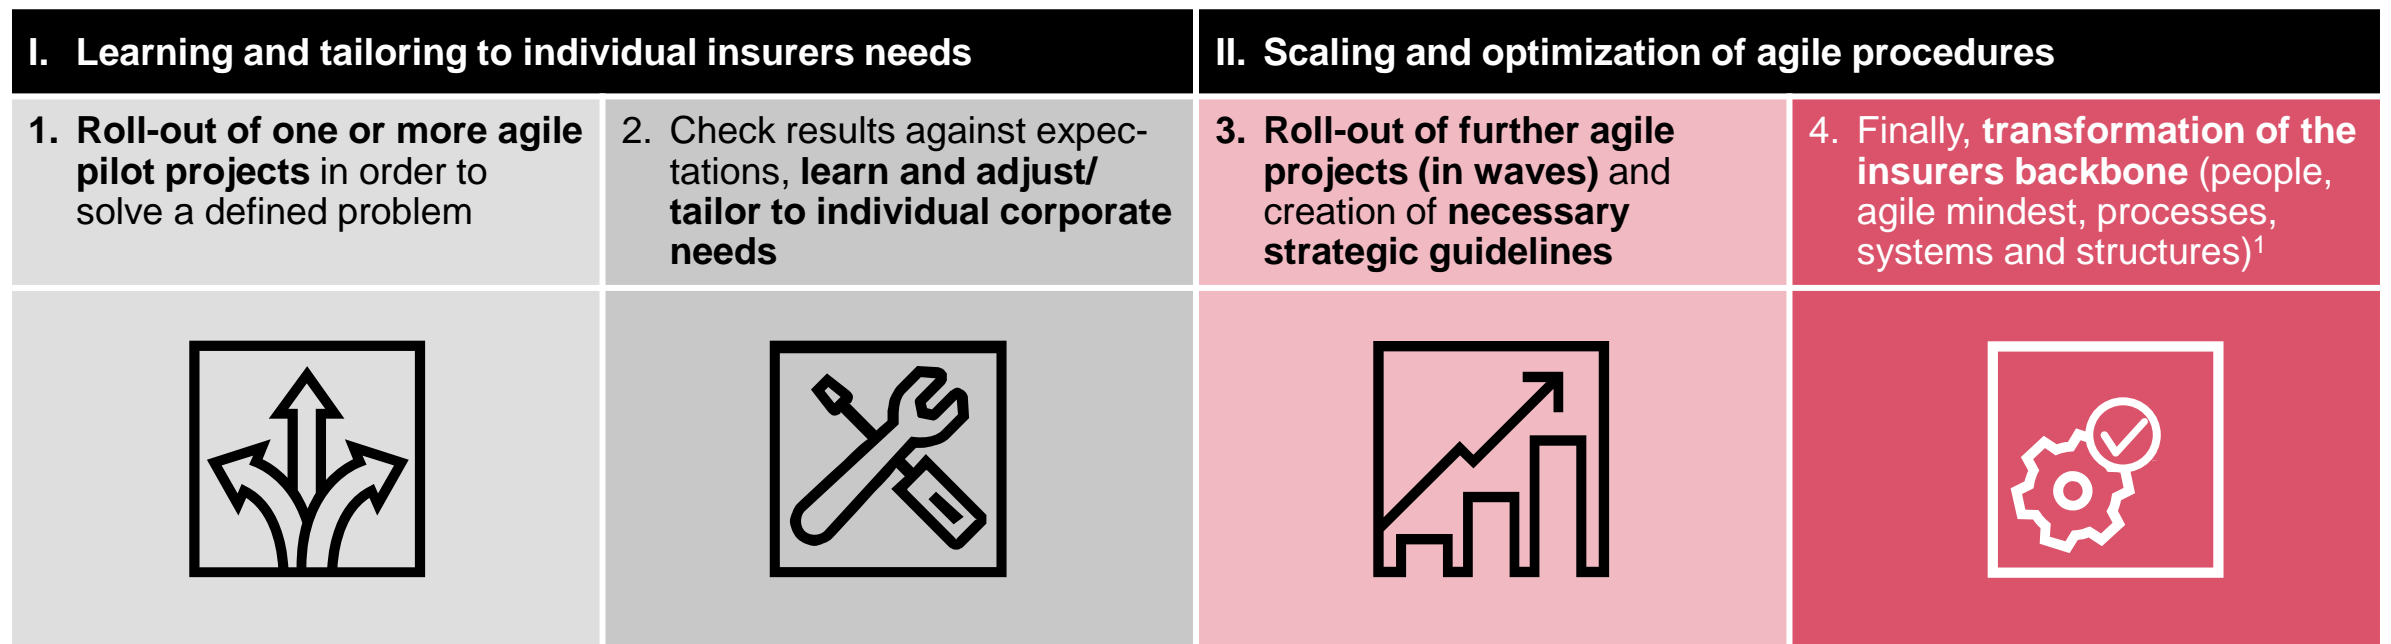 I. Learning and tailoring to individual insurers needs
II. Scaling and optimization of agile procedures
1. Roll-out of one or more agile
pilot projects in order to
solve a defined problem
2. Check results against expec-
tations, learn and adjust/
tailor to individual corporate
needs
3. Roll-out of further agile
projects (in waves) and
creation of necessary
strategic guidelines
4. Finally, transformation of the
insurers backbone (people,
agile mindest, processes,
systems and structures)¹